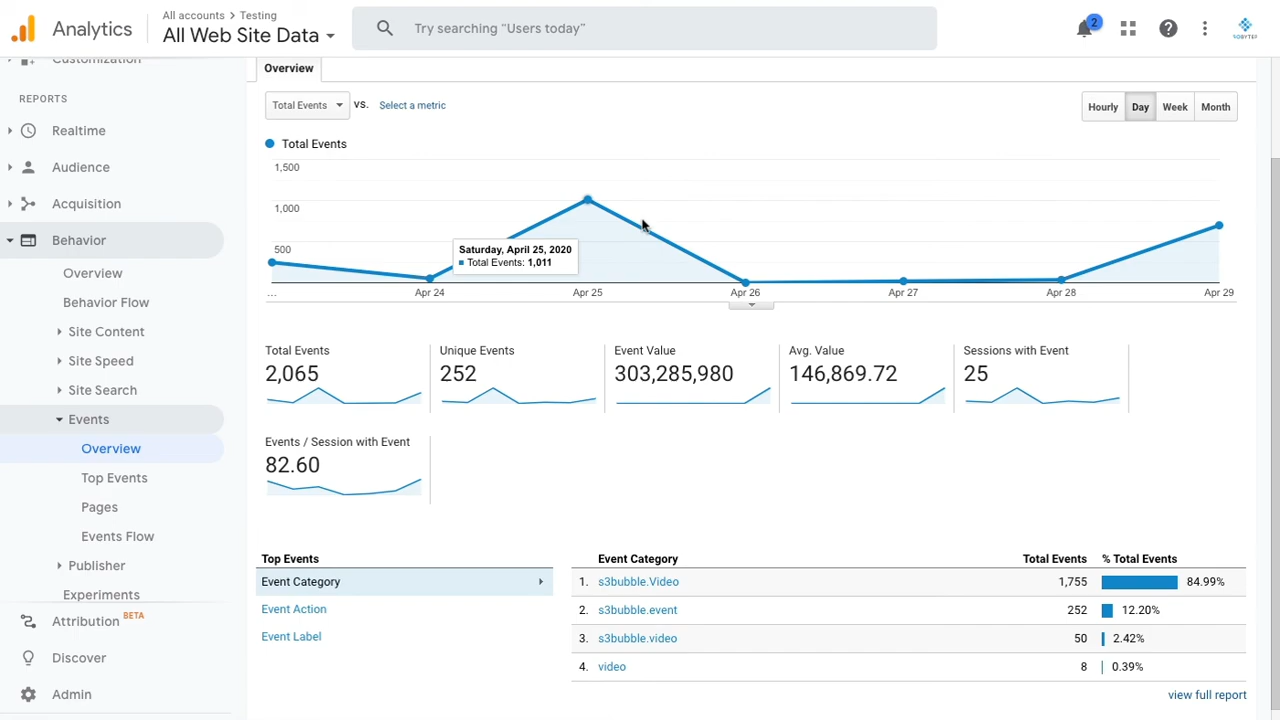 All accounts > Testing
Analytics
All Web Site Data
Try searching “Users today”
2
Customization
REPORTS
Realtime
Audience
Acquisition
Behavior
Overview
Behavior Flow
Site Content
Site Speed
Site Search
Events
Overview
Top Events
Pages
Events Flow
Publisher
Experiments
Attribution BETA
Discover
Admin
Overview
Total Events vs. Select a metric
Hourly Day Week Month
Total Events
1,500
1,000
500
Saturday, April 25, 2020
Total Events: 1,011
... Apr 24 Apr 25 Apr 26 Apr 27 Apr 28 Apr 29
Total Events
2,065
Unique Events
252
Event Value
303,285,980
Avg. Value
146,869.72
Sessions with Event
25
Events / Session with Event
82.60
Top Events
Event Category
Event Action
Event Label
Event Category Total Events % Total Events
1. s3bubble.Video 1,755 84.99%
2. s3bubble.event 252 12.20%
3. s3bubble.video 50 2.42%
4. video 8 0.39%
view full report